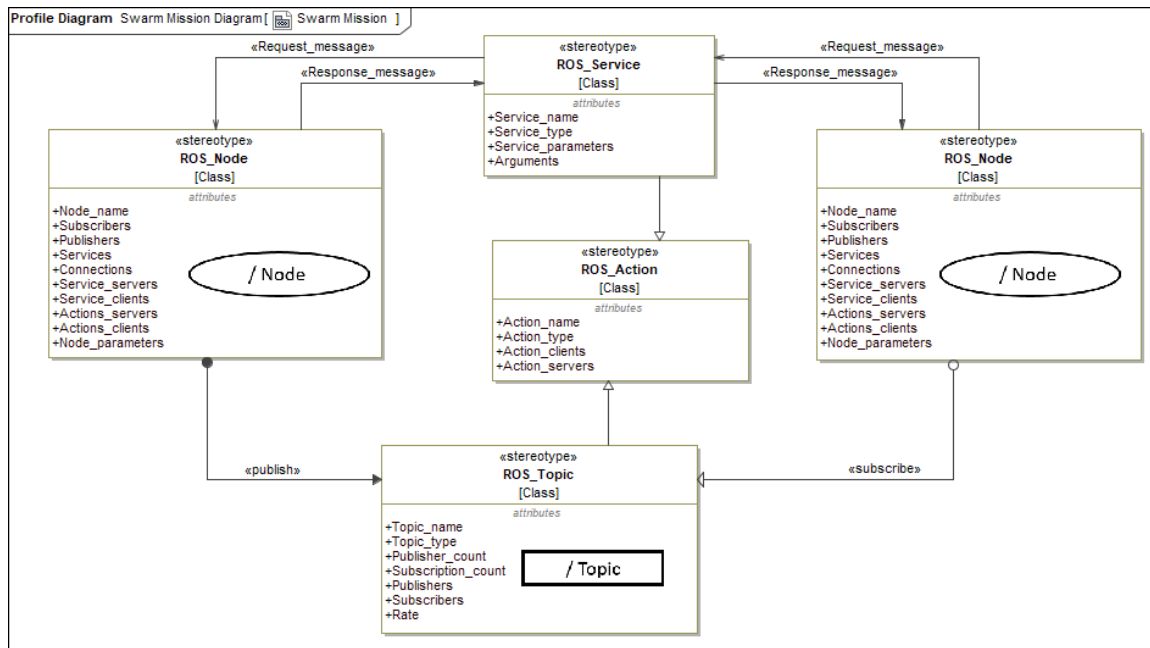 Profile Diagram Swarm Mission Diagram [ Swarm Mission ]
«Request_message»
«Response_message»
«stereotype»
ROS_Service
[Class]
attributes
+Service_name
+Service_type
+Service_parameters
+Arguments
«Request_message»
«Response_message»
«stereotype»
ROS_Node
[Class]
attributes
+Node_name
+Subscribers
+Publishers
+Services
+Connections
+Service_servers
+Service_clients
+Actions_servers
+Actions_clients
+Node_parameters
/ Node
«stereotype»
ROS_Action
[Class]
attributes
+Action_name
+Action_type
+Action_clients
+Action_servers
«stereotype»
ROS_Node
[Class]
attributes
+Node_name
+Subscribers
+Publishers
+Services
+Connections
+Service_servers
+Service_clients
+Actions_servers
+Actions_clients
+Node_parameters
/ Node
«publish»
«stereotype»
ROS_Topic
[Class]
attributes
+Topic_name
+Topic_type
+Publisher_count
+Subscription_count
+Publishers
+Subscribers
+Rate
/ Topic
«subscribe»